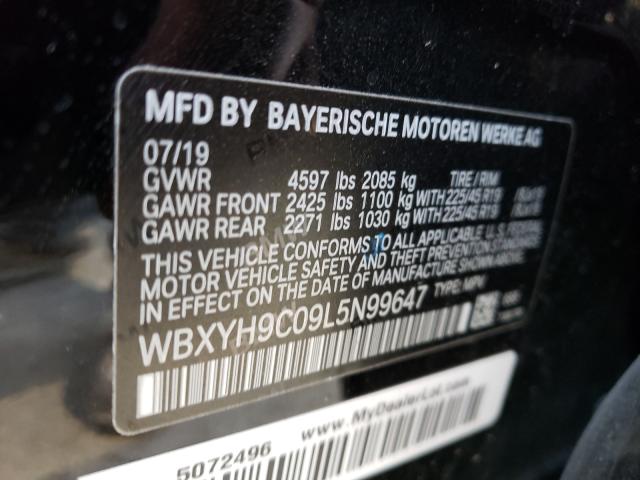 MFD BY BAYERISCHE MOTOREN WERKE AG
07/19
GVWR 4597 lbs 2085 kg TIRE/RIM
GAWR FRONT 2425 lbs 1100 kg WITH 225/45 R19
GAWR REAR 2271 lbs 1030 kg WITH 225/45 R19
THIS VEHICLE CONFORMS TO ALL APPLICABLE U.S. FEDERAL
MOTOR VEHICLE SAFETY AND THEFT PREVENTION STANDARDS
IN EFFECT ON THE DATE OF MANUFACTURE SHOWN ABOVE.
WBXYH9C09L5N99647 TYPE: MPV
5072496 www.MyDealerLot.com